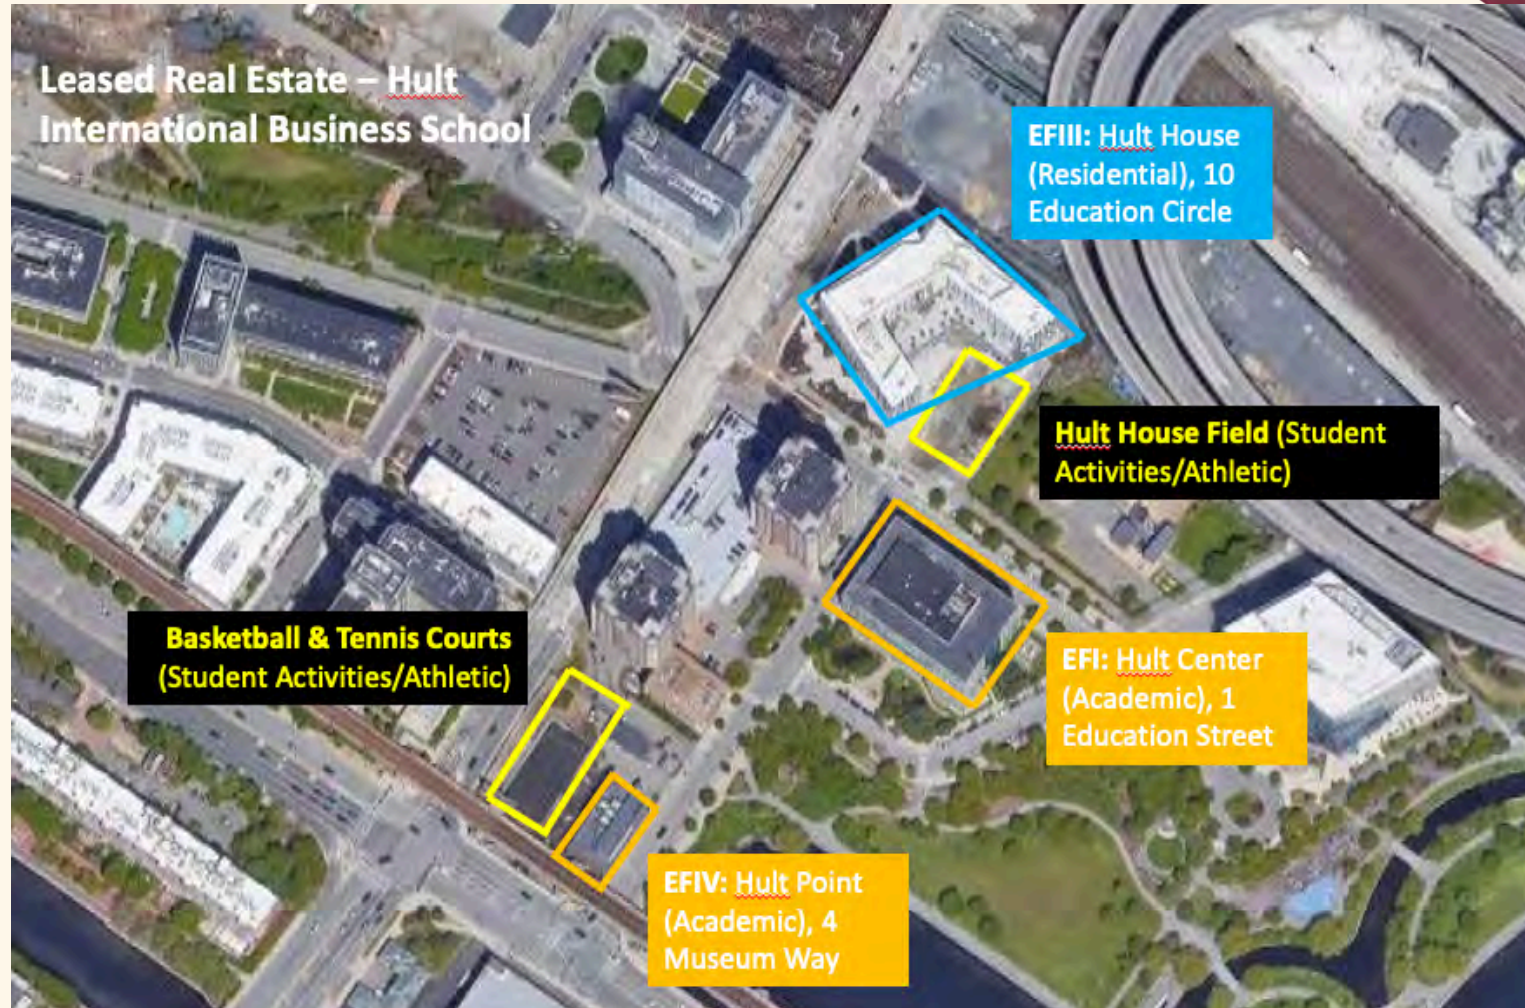 Leased Real Estate – Hult
International Business School
EFIII: Hult House
(Residential), 10
Education Circle
Hult House Field (Student
Activities/Athletic)
Basketball & Tennis Courts
(Student Activities/Athletic)
EFI: Hult Center
(Academic), 1
Education Street
EFIV: Hult Point
(Academic), 4
Museum Way